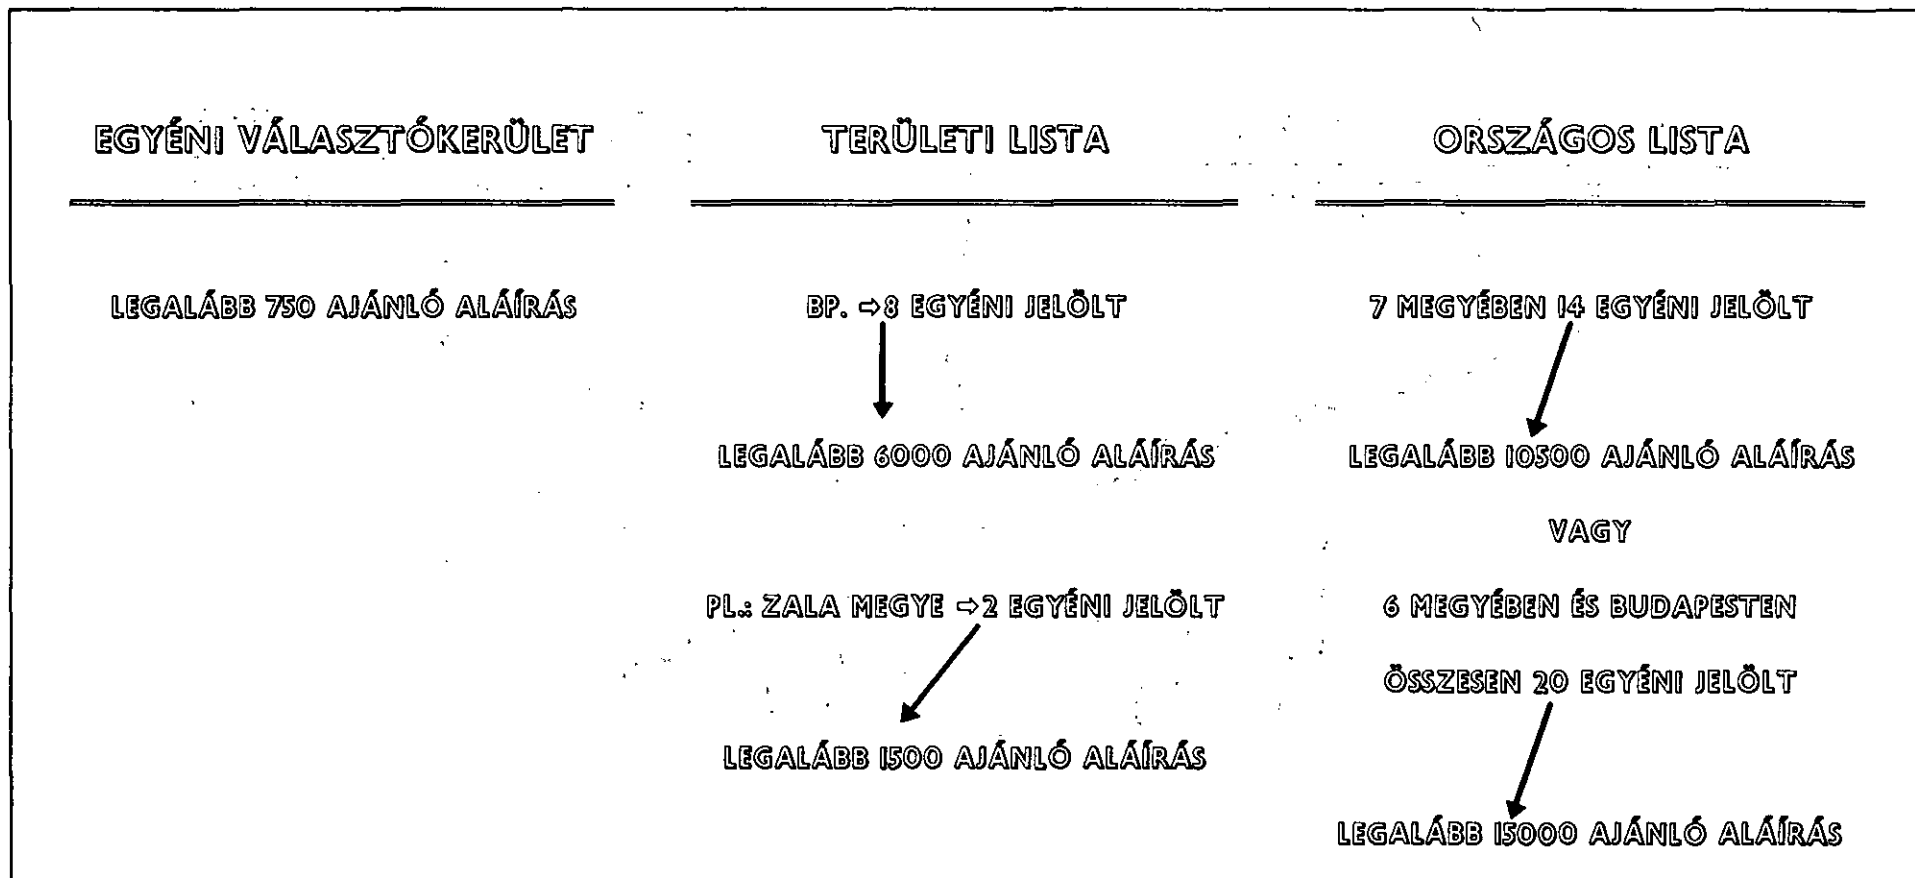 EGYÉNI VÁLASZTÓKERÜLET
LEGALÁBB 750 AJÁNLÓ ALÁÍRÁS
TERÜLETI LISTA
BP. ⇨8 EGYÉNI JELÖLT
LEGALÁBB 6000 AJÁNLÓ ALÁÍRÁS
PL.: ZALA MEGYE ⇨2 EGYÉNI JELÖLT
LEGALÁBB 1500 AJÁNLÓ ALÁÍRÁS
ORSZÁGOS LISTA
7 MEGYÉBEN 14 EGYÉNI JELÖLT
LEGALÁBB 10500 AJÁNLÓ ALÁÍRÁS
VAGY
6 MEGYÉBEN ÉS BUDAPESTEN
ÖSSZESEN 20 EGYÉNI JELÖLT
LEGALÁBB 15000 AJÁNLÓ ALÁÍRÁS